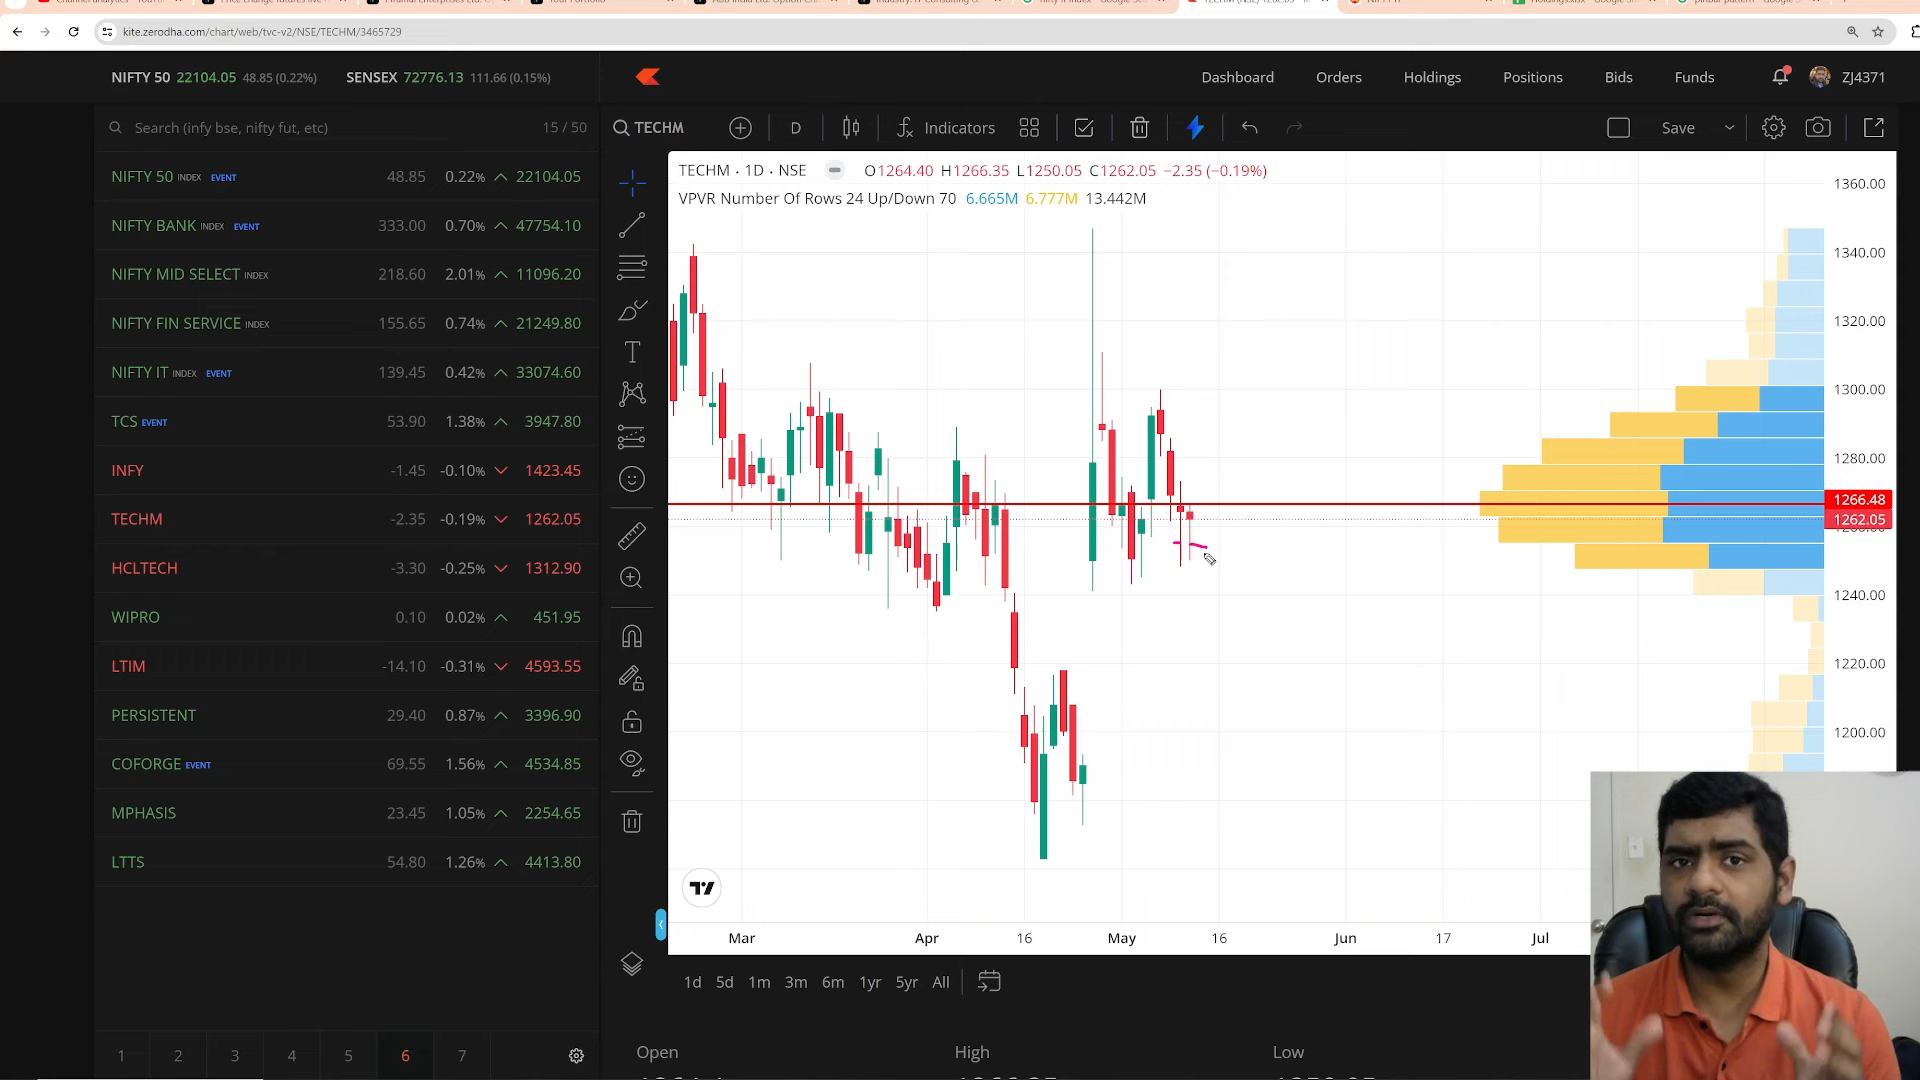 kite.zerodha.com/chart/web/tvc-v2/NSE/TECHM/3465729
NIFTY 50 22104.05 48.85 (0.22%) SENSEX 72776.13 111.66 (0.15%)
Dashboard Orders Holdings Positions Bids Funds ZJ4371
Search (infy bse, nifty fut, etc) 15 / 50
NIFTY 50 INDEX EVENT 48.85 0.22% 22104.05
NIFTY BANK INDEX EVENT 333.00 0.70% 47754.10
NIFTY MID SELECT INDEX 218.60 2.01% 11096.20
NIFTY FIN SERVICE INDEX 155.65 0.74% 21249.80
NIFTY IT INDEX EVENT 139.45 0.42% 33074.60
TCS EVENT 53.90 1.38% 3947.80
INFY -1.45 -0.10% 1423.45
TECHM -2.35 -0.19% 1262.05
HCLTECH -3.30 -0.25% 1312.90
WIPRO 0.10 0.02% 451.95
LTIM -14.10 -0.31% 4593.55
PERSISTENT 29.40 0.87% 3396.90
COFORGE EVENT 69.55 1.56% 4534.85
MPHASIS 23.45 1.05% 2254.65
LTTS 54.80 1.26% 4413.80
1 2 3 4 5 6 7
TECHM D Indicators Save
TECHM · 1D · NSE O1264.40 H1266.35 L1250.05 C1262.05 −2.35 (−0.19%)
VPVR Number Of Rows 24 Up/Down 70 6.665M 6.777M 13.442M
1360.00
1340.00
1320.00
1300.00
1280.00
1266.48
1262.05
1240.00
1220.00
1200.00
Mar Apr 16 May 16 Jun 17 Jul
1d 5d 1m 3m 6m 1yr 5yr All
Open High Low